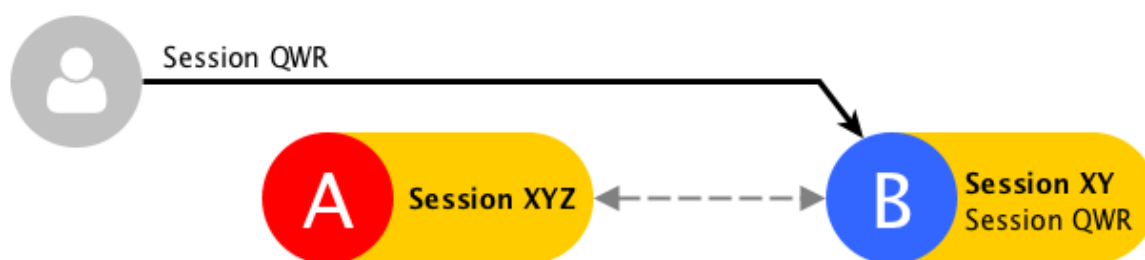 Session QWR
A
Session XYZ
B
Session XY
Session QWR